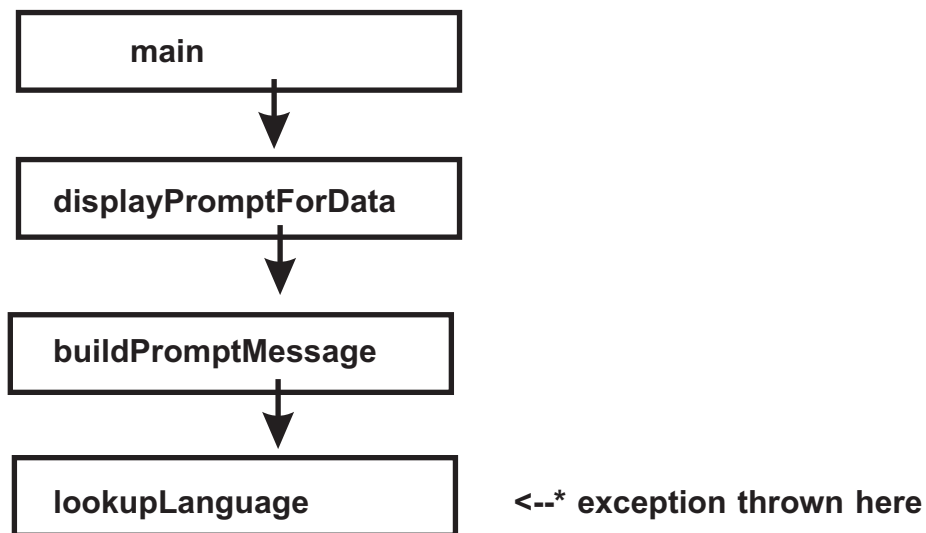 main
displayPromptForData
buildPromptMessage
lookupLanguage <--* exception thrown here